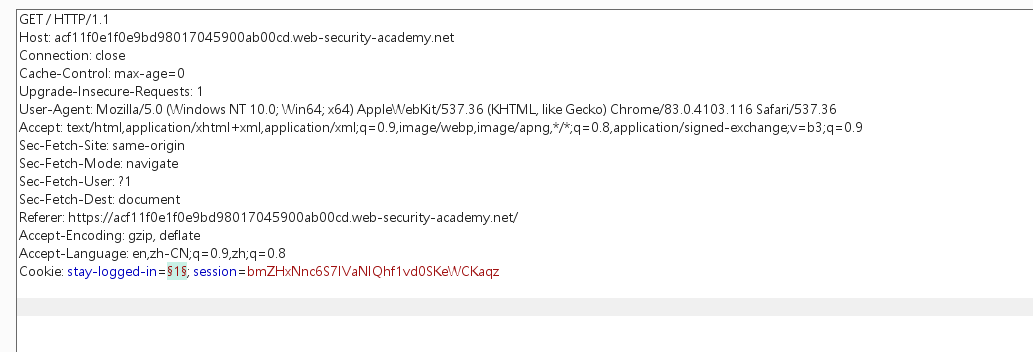 GET / HTTP/1.1
Host: acf11f0e1f0e9bd98017045900ab00cd.web-security-academy.net
Connection: close
Cache-Control: max-age=0
Upgrade-Insecure-Requests: 1
User-Agent: Mozilla/5.0 (Windows NT 10.0; Win64; x64) AppleWebKit/537.36 (KHTML, like Gecko) Chrome/83.0.4103.116 Safari/537.36
Accept: text/html,application/xhtml+xml,application/xml;q=0.9,image/webp,image/apng,*/*;q=0.8,application/signed-exchange;v=b3;q=0.9
Sec-Fetch-Site: same-origin
Sec-Fetch-Mode: navigate
Sec-Fetch-User: ?1
Sec-Fetch-Dest: document
Referer: https://acf11f0e1f0e9bd98017045900ab00cd.web-security-academy.net/
Accept-Encoding: gzip, deflate
Accept-Language: en,zh-CN;q=0.9,zh;q=0.8
Cookie: stay-logged-in=§1§; session=bmZHxNnc6S7IVaNIQhf1vd0SKeWCKaqz